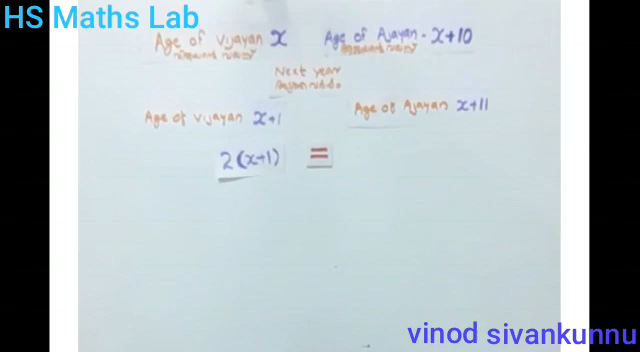 HS Maths Lab
Age of Vijayan x Age of Ajayan - x+10
Next year
Age of Vijayan x+1 Age of Ajayan x+11
2(x+1) =
vinod sivankunnu